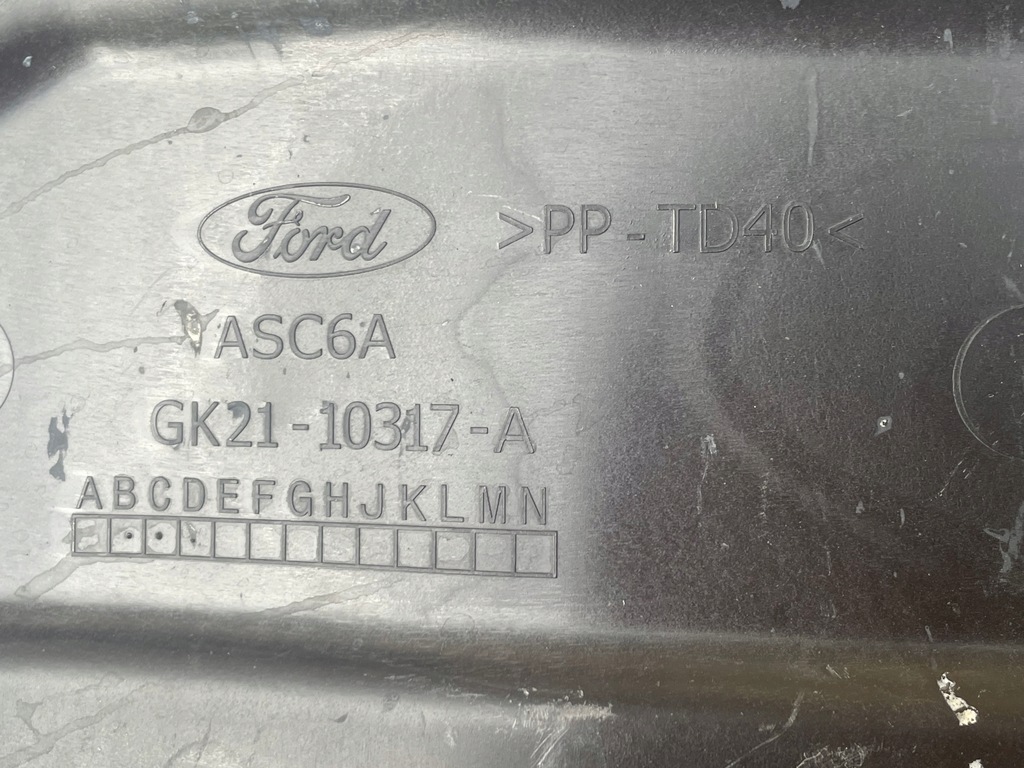 Ford
>PP-TD40<
ASC6A
GK21-10317-A
ABCDEFGHJKLMN